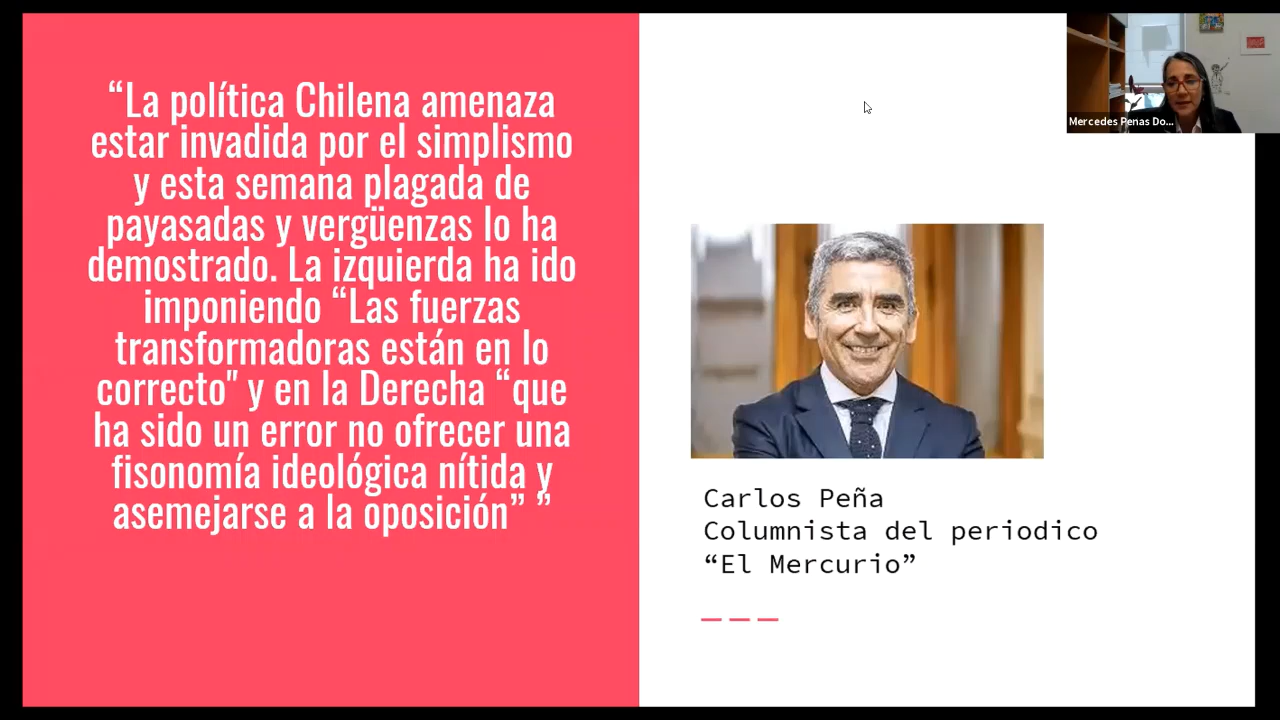 “La política Chilena amenaza
estar invadida por el simplismo
y esta semana plagada de
payasadas y vergüenzas lo ha
demostrado. La izquierda ha ido
imponiendo “Las fuerzas
transformadoras están en lo
correcto" y en la Derecha “que
ha sido un error no ofrecer una
fisonomía ideológica nítida y
asemejarse a la oposición” ”
Mercedes Penas Do...
Carlos Peña
Columnista del periodico
“El Mercurio”